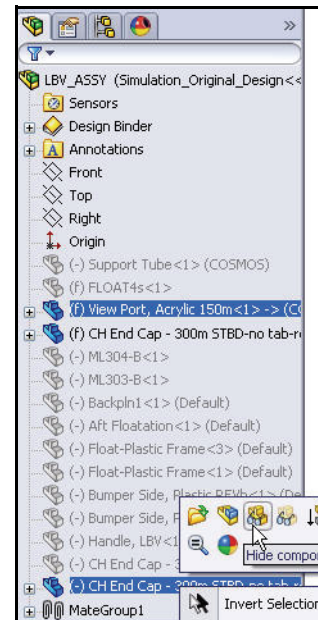 LBV_ASSY (Simulation_Original_Design<<
Sensors
Design Binder
A Annotations
Front
Top
Right
Origin
(-) Support Tube<1> (COSMOS)
(f) FLOAT4s<1>
(f) View Port, Acrylic 150m<1> -> (CO
(f) CH End Cap - 300m STBD-no tab-r
(-) ML304-B<1>
(-) ML303-B<1>
(-) Backpln1<1> (Default)
(-) Aft Floatation<1> (Default)
(-) Float-Plastic Frame<3> (Default)
(-) Float-Plastic Frame<1> (Default)
(-) Bumper Side, Plastic REVb<1> (De
(-) Bumper Side, P
(-) Handle, LBV<1
Hide compor
(-) CH End Cap -
(-) CH End Cap - 300m STBD-no tab-r
MateGroup1
Invert Selection